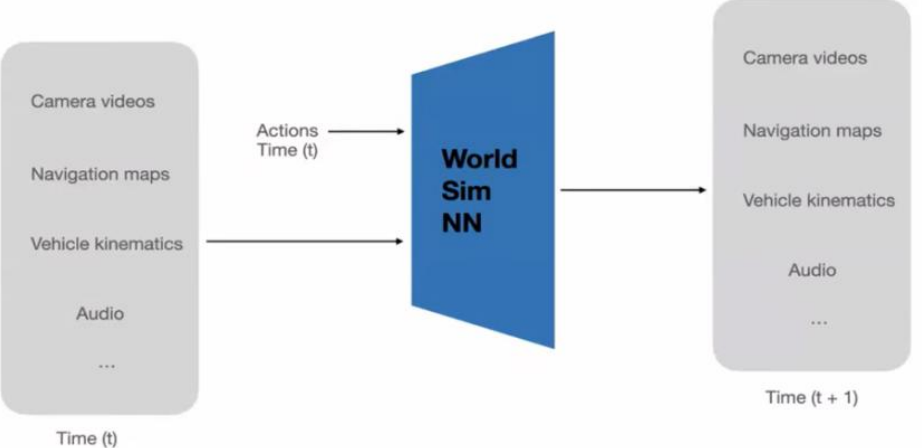 Camera videos
Navigation maps
Vehicle kinematics
Audio
...
Time (t)
Actions
Time (t)
World
Sim
NN
Camera videos
Navigation maps
Vehicle kinematics
Audio
...
Time (t + 1)